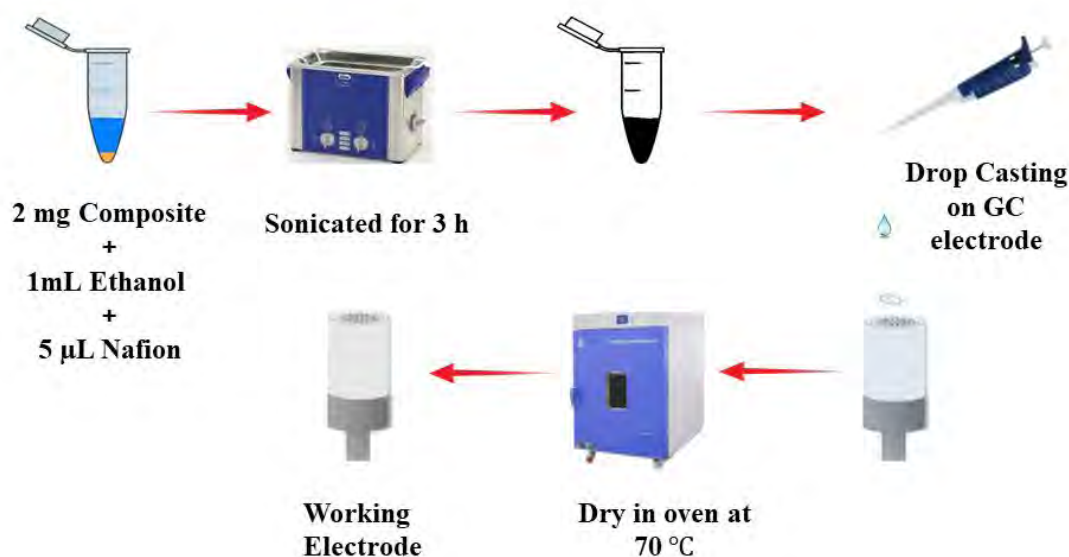 2 mg Composite
+
1mL Ethanol
+
5 µL Nafion
Sonicated for 3 h
Drop Casting
on GC
electrode
Dry in oven at
70 °C
Working
Electrode